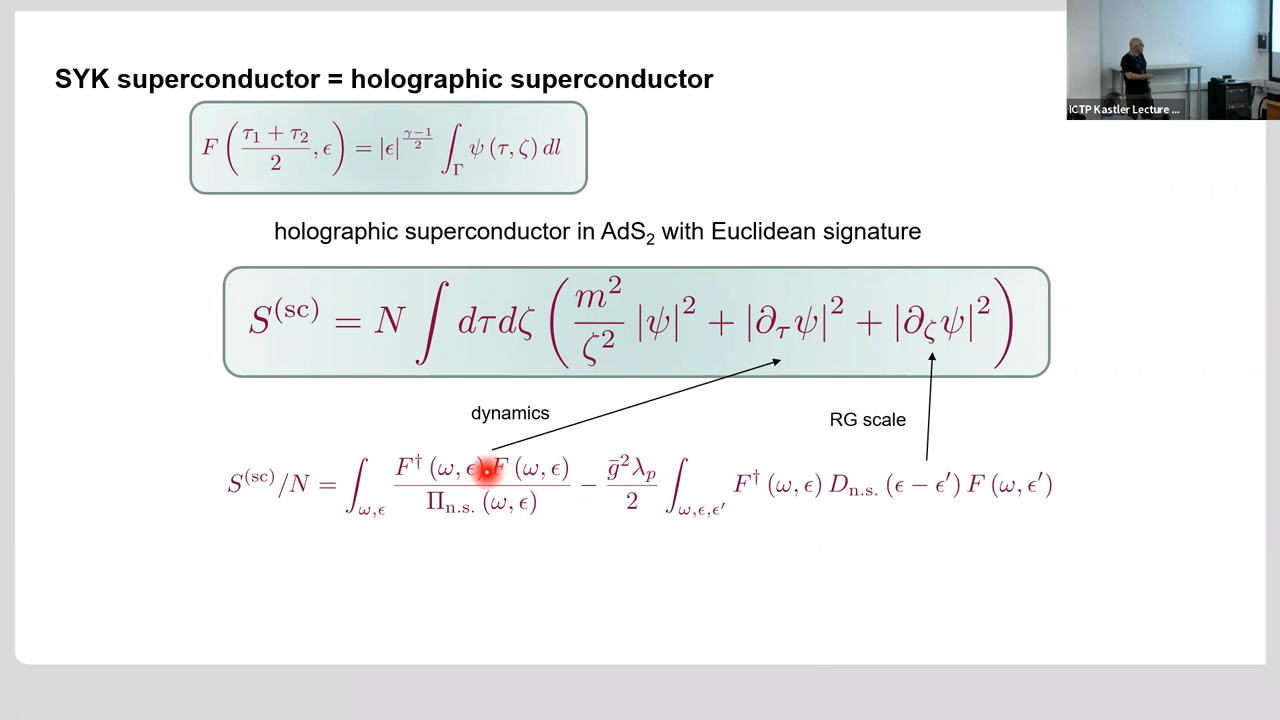 ICTP Kastler Lecture ...
SYK superconductor = holographic superconductor
F( (τ₁ + τ₂)/2 , ϵ ) = |ϵ|^((γ−1)/2) ∫_Γ ψ (τ, ζ) dl
holographic superconductor in AdS₂ with Euclidean signature
S^(sc) = N ∫ dτdζ ( m²/ζ² |ψ|² + |∂_τψ|² + |∂_ζψ|² )
dynamics
RG scale
S^(sc)/N = ∫_ω,ϵ F† (ω, ϵ) F (ω, ϵ) / Π_n.s. (ω, ϵ) − ḡ²λ_p/2 ∫_ω,ϵ,ϵ′ F† (ω, ϵ) D_n.s. (ϵ − ϵ′) F (ω, ϵ′)